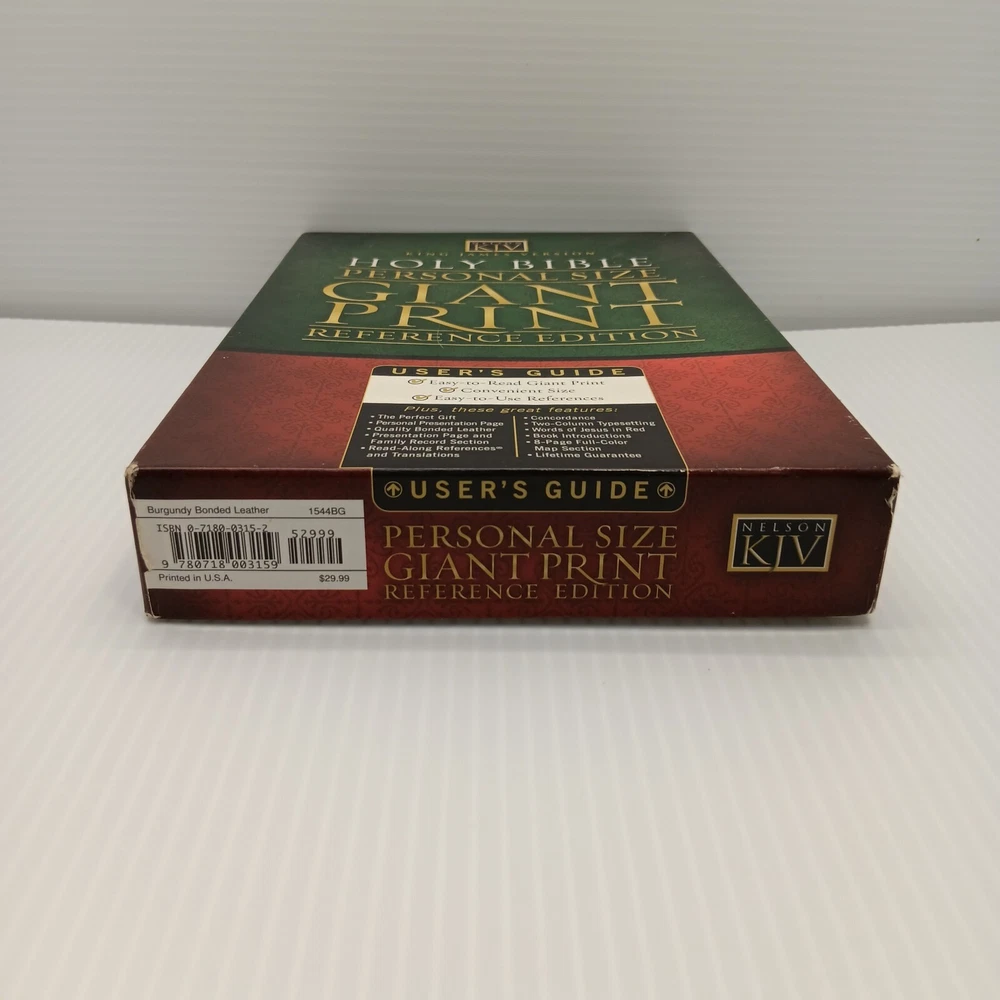 KJV
KING JAMES VERSION
HOLY BIBLE
PERSONAL SIZE
GIANT
PRINT
REFERENCE EDITION
USER'S GUIDE
Easy-to-Read Giant Print
Convenient Size
Easy-to-Use References
Plus, these great features:
• The Perfect Gift
• Personal Presentation Page
• Quality Bonded Leather
• Presentation Page and
Family Record Section
• Read-Along References™
and Translations
• Concordance
• Two-Column Typesetting
• Words of Jesus in Red
• Book Introductions
• 8-Page Full-Color
Map Section
• Lifetime Guarantee
USER'S GUIDE
PERSONAL SIZE
GIANT PRINT
REFERENCE EDITION
NELSON
KJV
Burgundy Bonded Leather 1544BG
ISBN 0-7180-0315-2
52999
9 780718 003159
Printed in U.S.A. $29.99